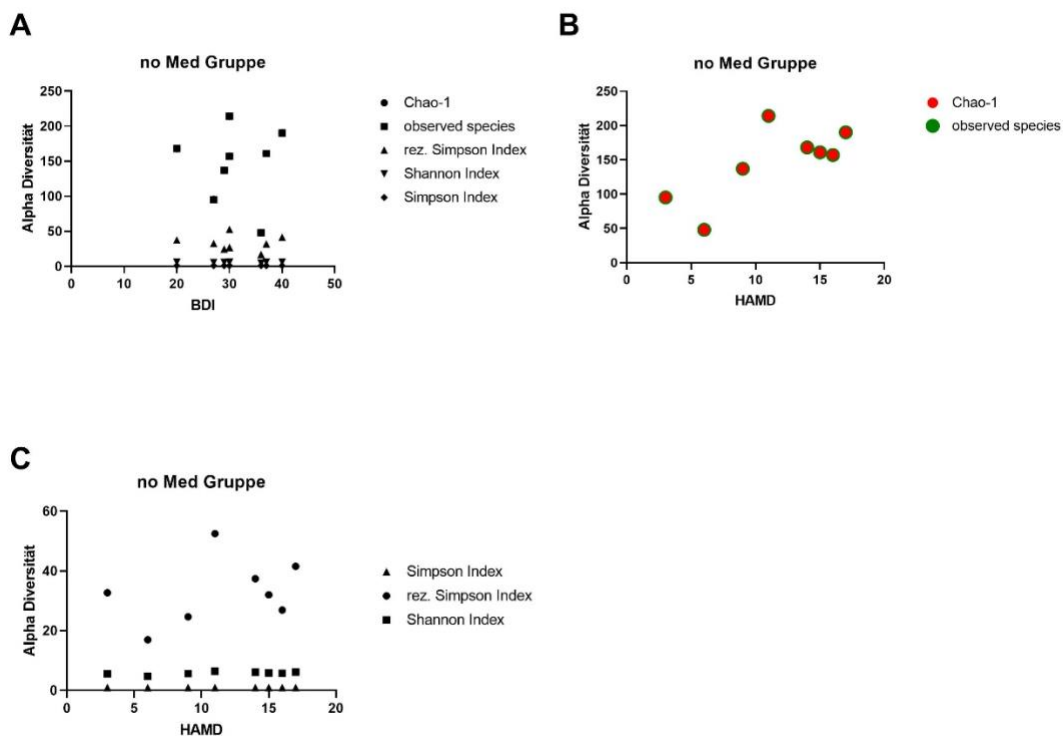 A
no Med Gruppe
Alpha Diversität
250
200
150
100
50
0
0 10 20 30 40 50
BDI
Chao-1
observed species
rez. Simpson Index
Shannon Index
Simpson Index
B
no Med Gruppe
Alpha Diversität
250
200
150
100
50
0
0 5 10 15 20
HAMD
Chao-1
observed species
C
no Med Gruppe
Alpha Diversität
60
40
20
0
0 5 10 15 20
HAMD
Simpson Index
rez. Simpson Index
Shannon Index